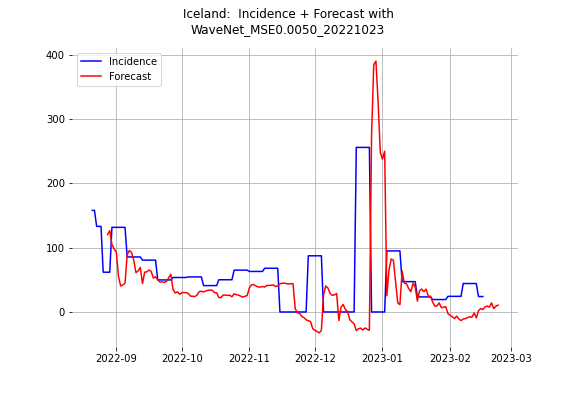 Iceland:  Incidence + Forecast with
WaveNet_MSE0.0050_20221023
400
Incidence
Forecast
300
200
100
0
2022-09 2022-10 2022-11 2022-12 2023-01 2023-02 2023-03